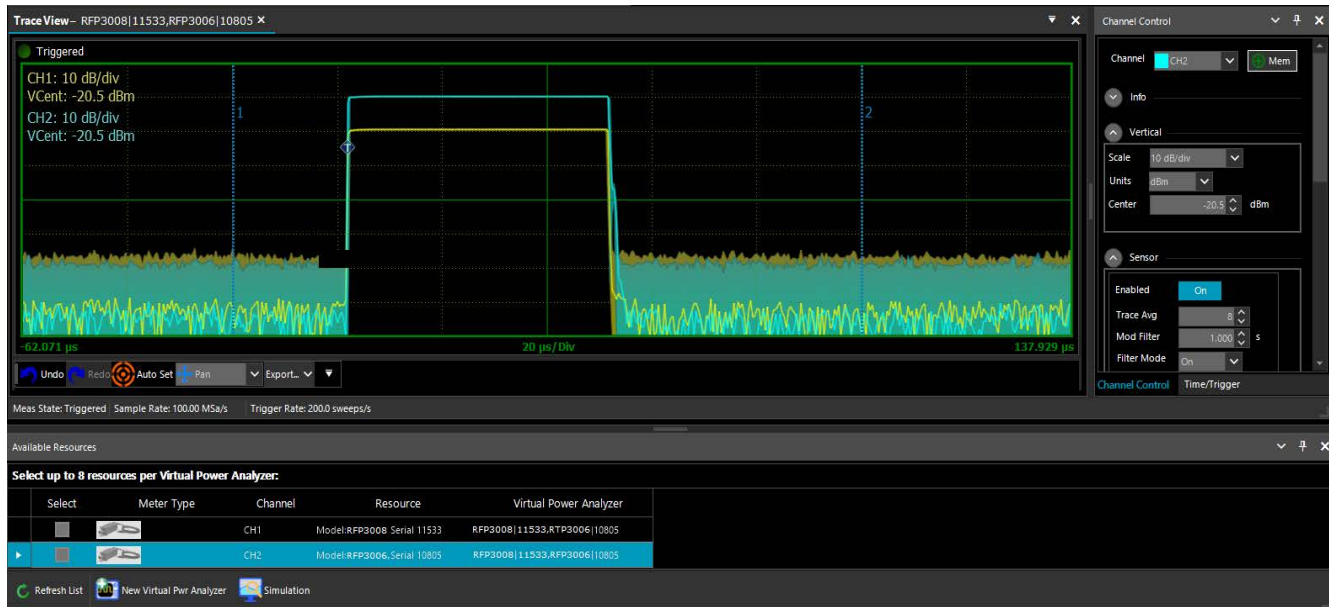 TraceView– RFP3008|11533,RFP3006|10805 ×
Triggered
CH1: 10 dB/div
VCent: -20.5 dBm
CH2: 10 dB/div
VCent: -20.5 dBm
1
2
T
-62.071 µs
20 µs/Div
137.929 µs
Undo Redo Auto Set Pan Export...
Meas State: Triggered Sample Rate: 100.00 MSa/s Trigger Rate: 200.0 sweeps/s
Channel Control
Channel CH2 Mem
Info
Vertical
Scale 10 dB/div
Units dBm
Center -20.5 dBm
Sensor
Enabled On
Trace Avg 8
Mod Filter 1.000 s
Filter Mode On
Channel Control Time/Trigger
Available Resources
Select up to 8 resources per Virtual Power Analyzer:
Select Meter Type Channel Resource Virtual Power Analyzer
CH1 Model:RFP3008 Serial 11533 RFP3008|11533,RTP3006|10805
CH2 Model:RFP3006.Serial 10805 RFP3008|11533,RFP3006|10805
Refresh List New Virtual Pwr Analyzer Simulation